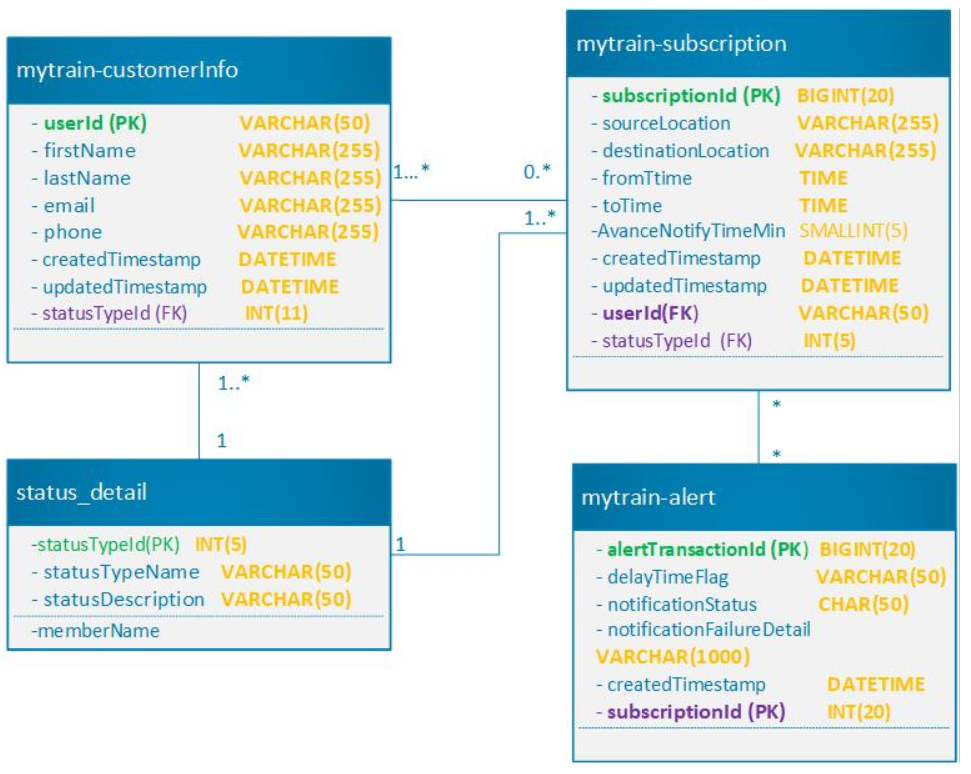 mytrain-customerInfo
- userId (PK) VARCHAR(50)
- firstName VARCHAR(255)
- lastName VARCHAR(255)
- email VARCHAR(255)
- phone VARCHAR(255)
- createdTimestamp DATETIME
- updatedTimestamp DATETIME
- statusTypeId (FK) INT(11)
1...*
0.*
1..*
mytrain-subscription
- subscriptionId (PK) BIGINT(20)
- sourceLocation VARCHAR(255)
- destinationLocation VARCHAR(255)
- fromTtime TIME
- toTime TIME
-AvanceNotifyTimeMin SMALLINT(5)
- createdTimestamp DATETIME
- updatedTimestamp DATETIME
- userId(FK) VARCHAR(50)
- statusTypeId (FK) INT(5)
1..*
1
status_detail
-statusTypeId(PK) INT(5)
- statusTypeName VARCHAR(50)
- statusDescription VARCHAR(50)
-memberName
1
*
*
mytrain-alert
- alertTransactionId (PK) BIGINT(20)
- delayTimeFlag VARCHAR(50)
- notificationStatus CHAR(50)
- notificationFailureDetail
VARCHAR(1000)
- createdTimestamp DATETIME
- subscriptionId (PK) INT(20)